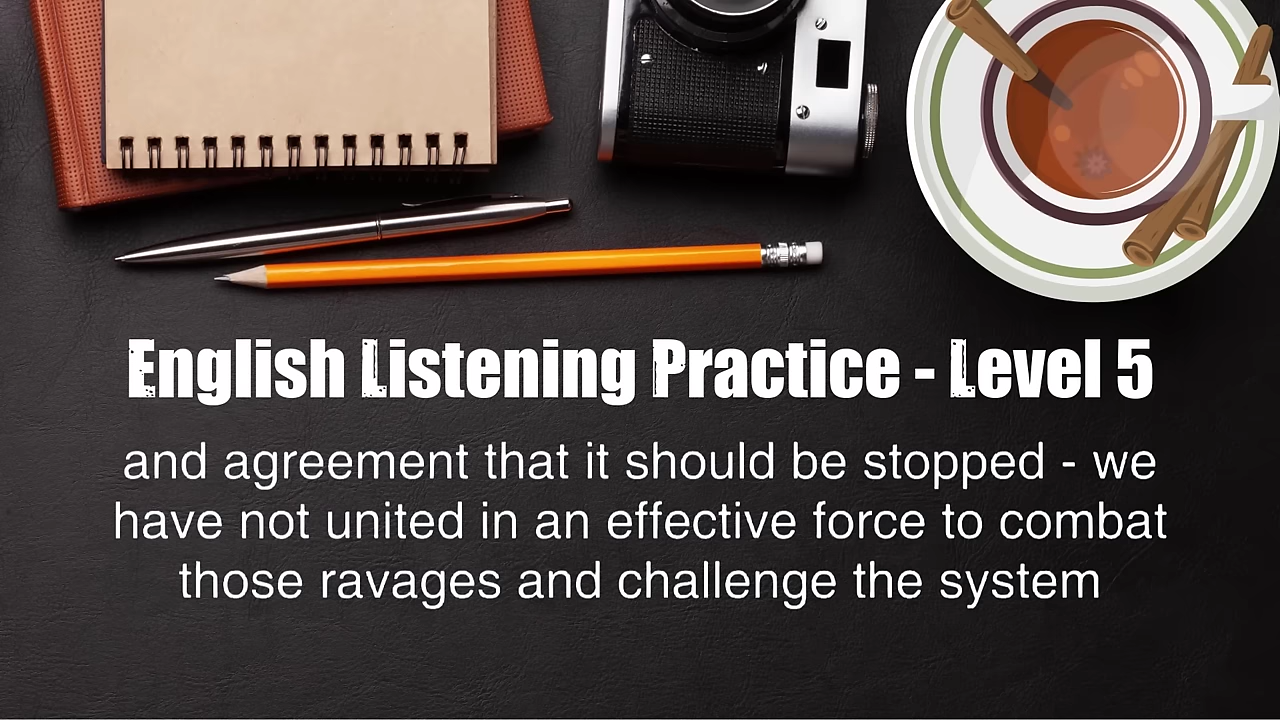 English Listening Practice - Level 5
and agreement that it should be stopped - we
have not united in an effective force to combat
those ravages and challenge the system